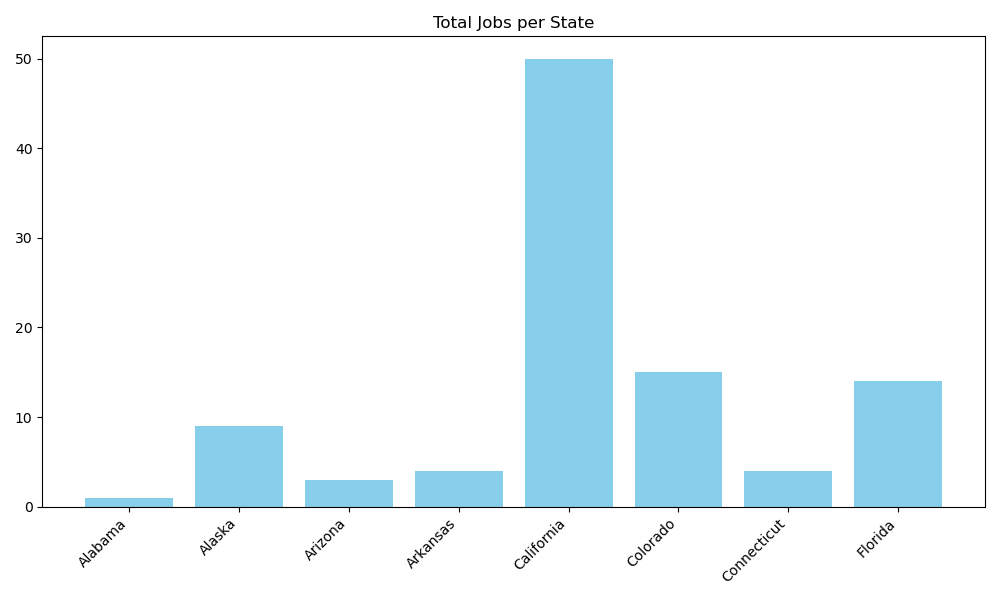 Total Jobs per State
50
40
30
20
10
0
Alabama
Alaska
Arizona
Arkansas
California
Colorado
Connecticut
Florida